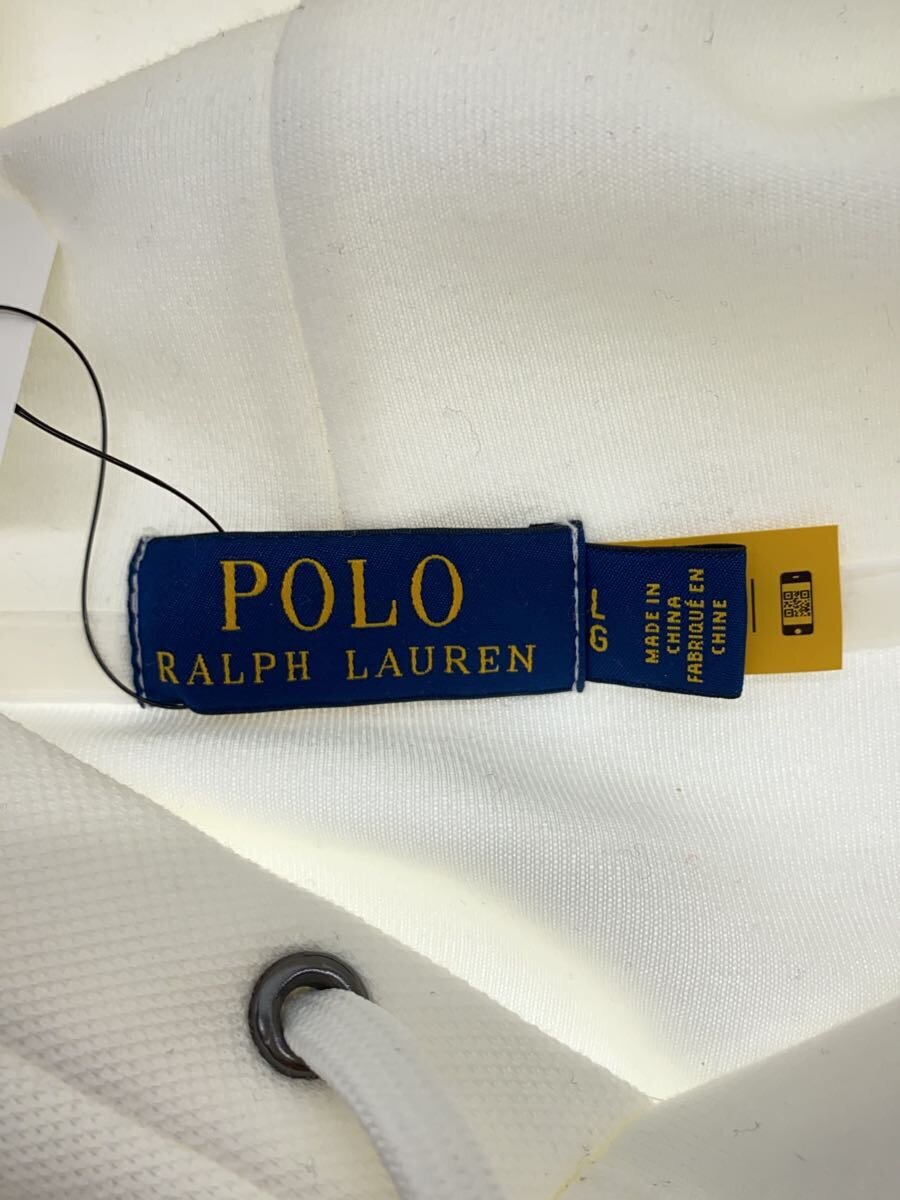 POLO
RALPH LAUREN
L
G
MADE IN
CHINA
FABRIQUÉ EN
CHINE